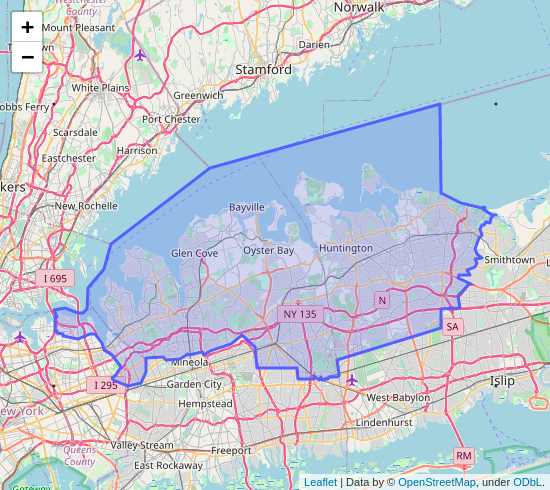 Westchester
County
Norwalk
+
Mount Pleasant
−
Darien
Stamford
White Plains
Greenwich
obbs Ferry
Port Chester
Scarsdale
Harrison
Eastchester
kers
New Rochelle
Bayville
Glen Cove
Oyster Bay
Huntington
Smithtown
I 695
N
NY 135
SA
Mineola
I 295
Garden City
Islip
West Babylon
New York
Hempstead
Lindenhurst
Valley Stream
Freeport
Queens
County
East Rockaway
RM
Gateway
Leaflet | Data by © OpenStreetMap, under ODbL.